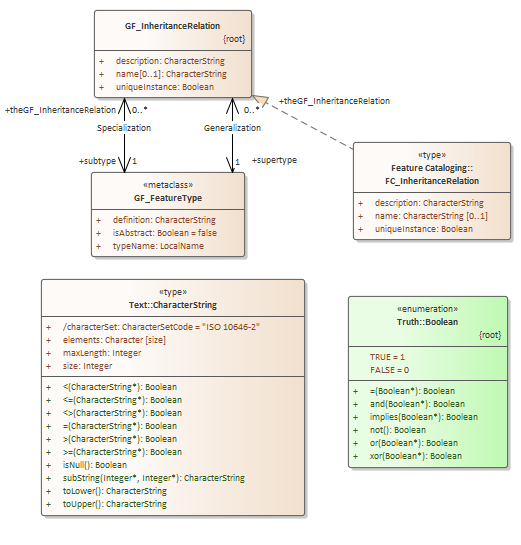 GF_InheritanceRelation
{root}
+ description: CharacterString
+ name[0..1]: CharacterString
+ uniqueInstance: Boolean
+theGF_InheritanceRelation
0..*
0..*
+theGF_InheritanceRelation
Specialization
Generalization
+subtype
1
1
+supertype
«metaclass»
GF_FeatureType
+ definition: CharacterString
+ isAbstract: Boolean = false
+ typeName: LocalName
«type»
Feature Cataloging::
FC_InheritanceRelation
+ description: CharacterString
+ name: CharacterString [0..1]
+ uniqueInstance: Boolean
«type»
Text::CharacterString
+ /characterSet: CharacterSetCode = "ISO 10646-2"
+ elements: Character [size]
+ maxLength: Integer
+ size: Integer
+ <(CharacterString*): Boolean
+ <=(CharacterString*): Boolean
+ <>(CharacterString*): Boolean
+ =(CharacterString*): Boolean
+ >(CharacterString*): Boolean
+ >=(CharacterString*): Boolean
+ isNull(): Boolean
+ subString(Integer*, Integer*): CharacterString
+ toLower(): CharacterString
+ toUpper(): CharacterString
«enumeration»
Truth::Boolean
{root}
TRUE = 1
FALSE = 0
+ =(Boolean*): Boolean
+ and(Boolean*): Boolean
+ implies(Boolean*): Boolean
+ not(): Boolean
+ or(Boolean*): Boolean
+ xor(Boolean*): Boolean